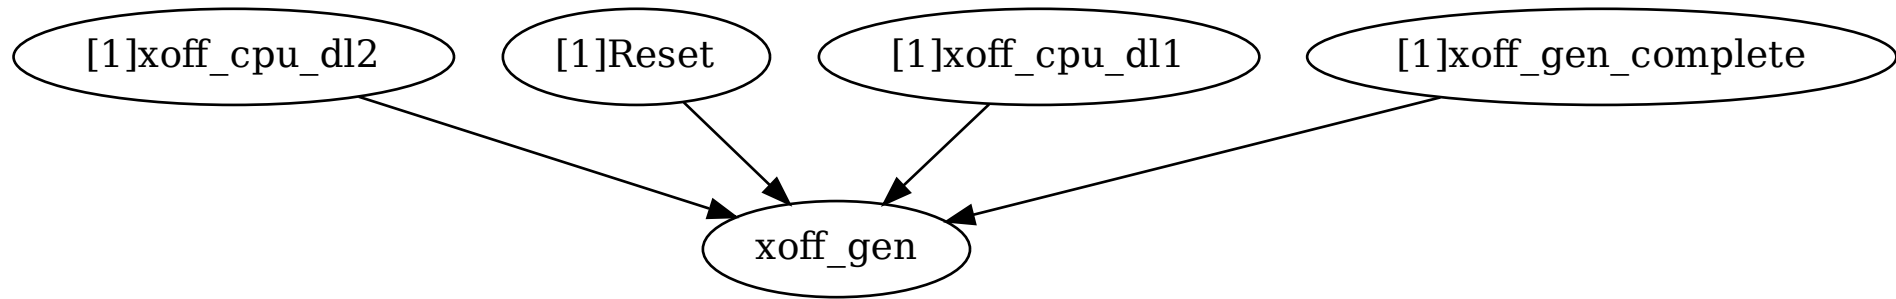 [1]xoff_cpu_dl2
[1]Reset
[1]xoff_cpu_dl1
[1]xoff_gen_complete
xoff_gen